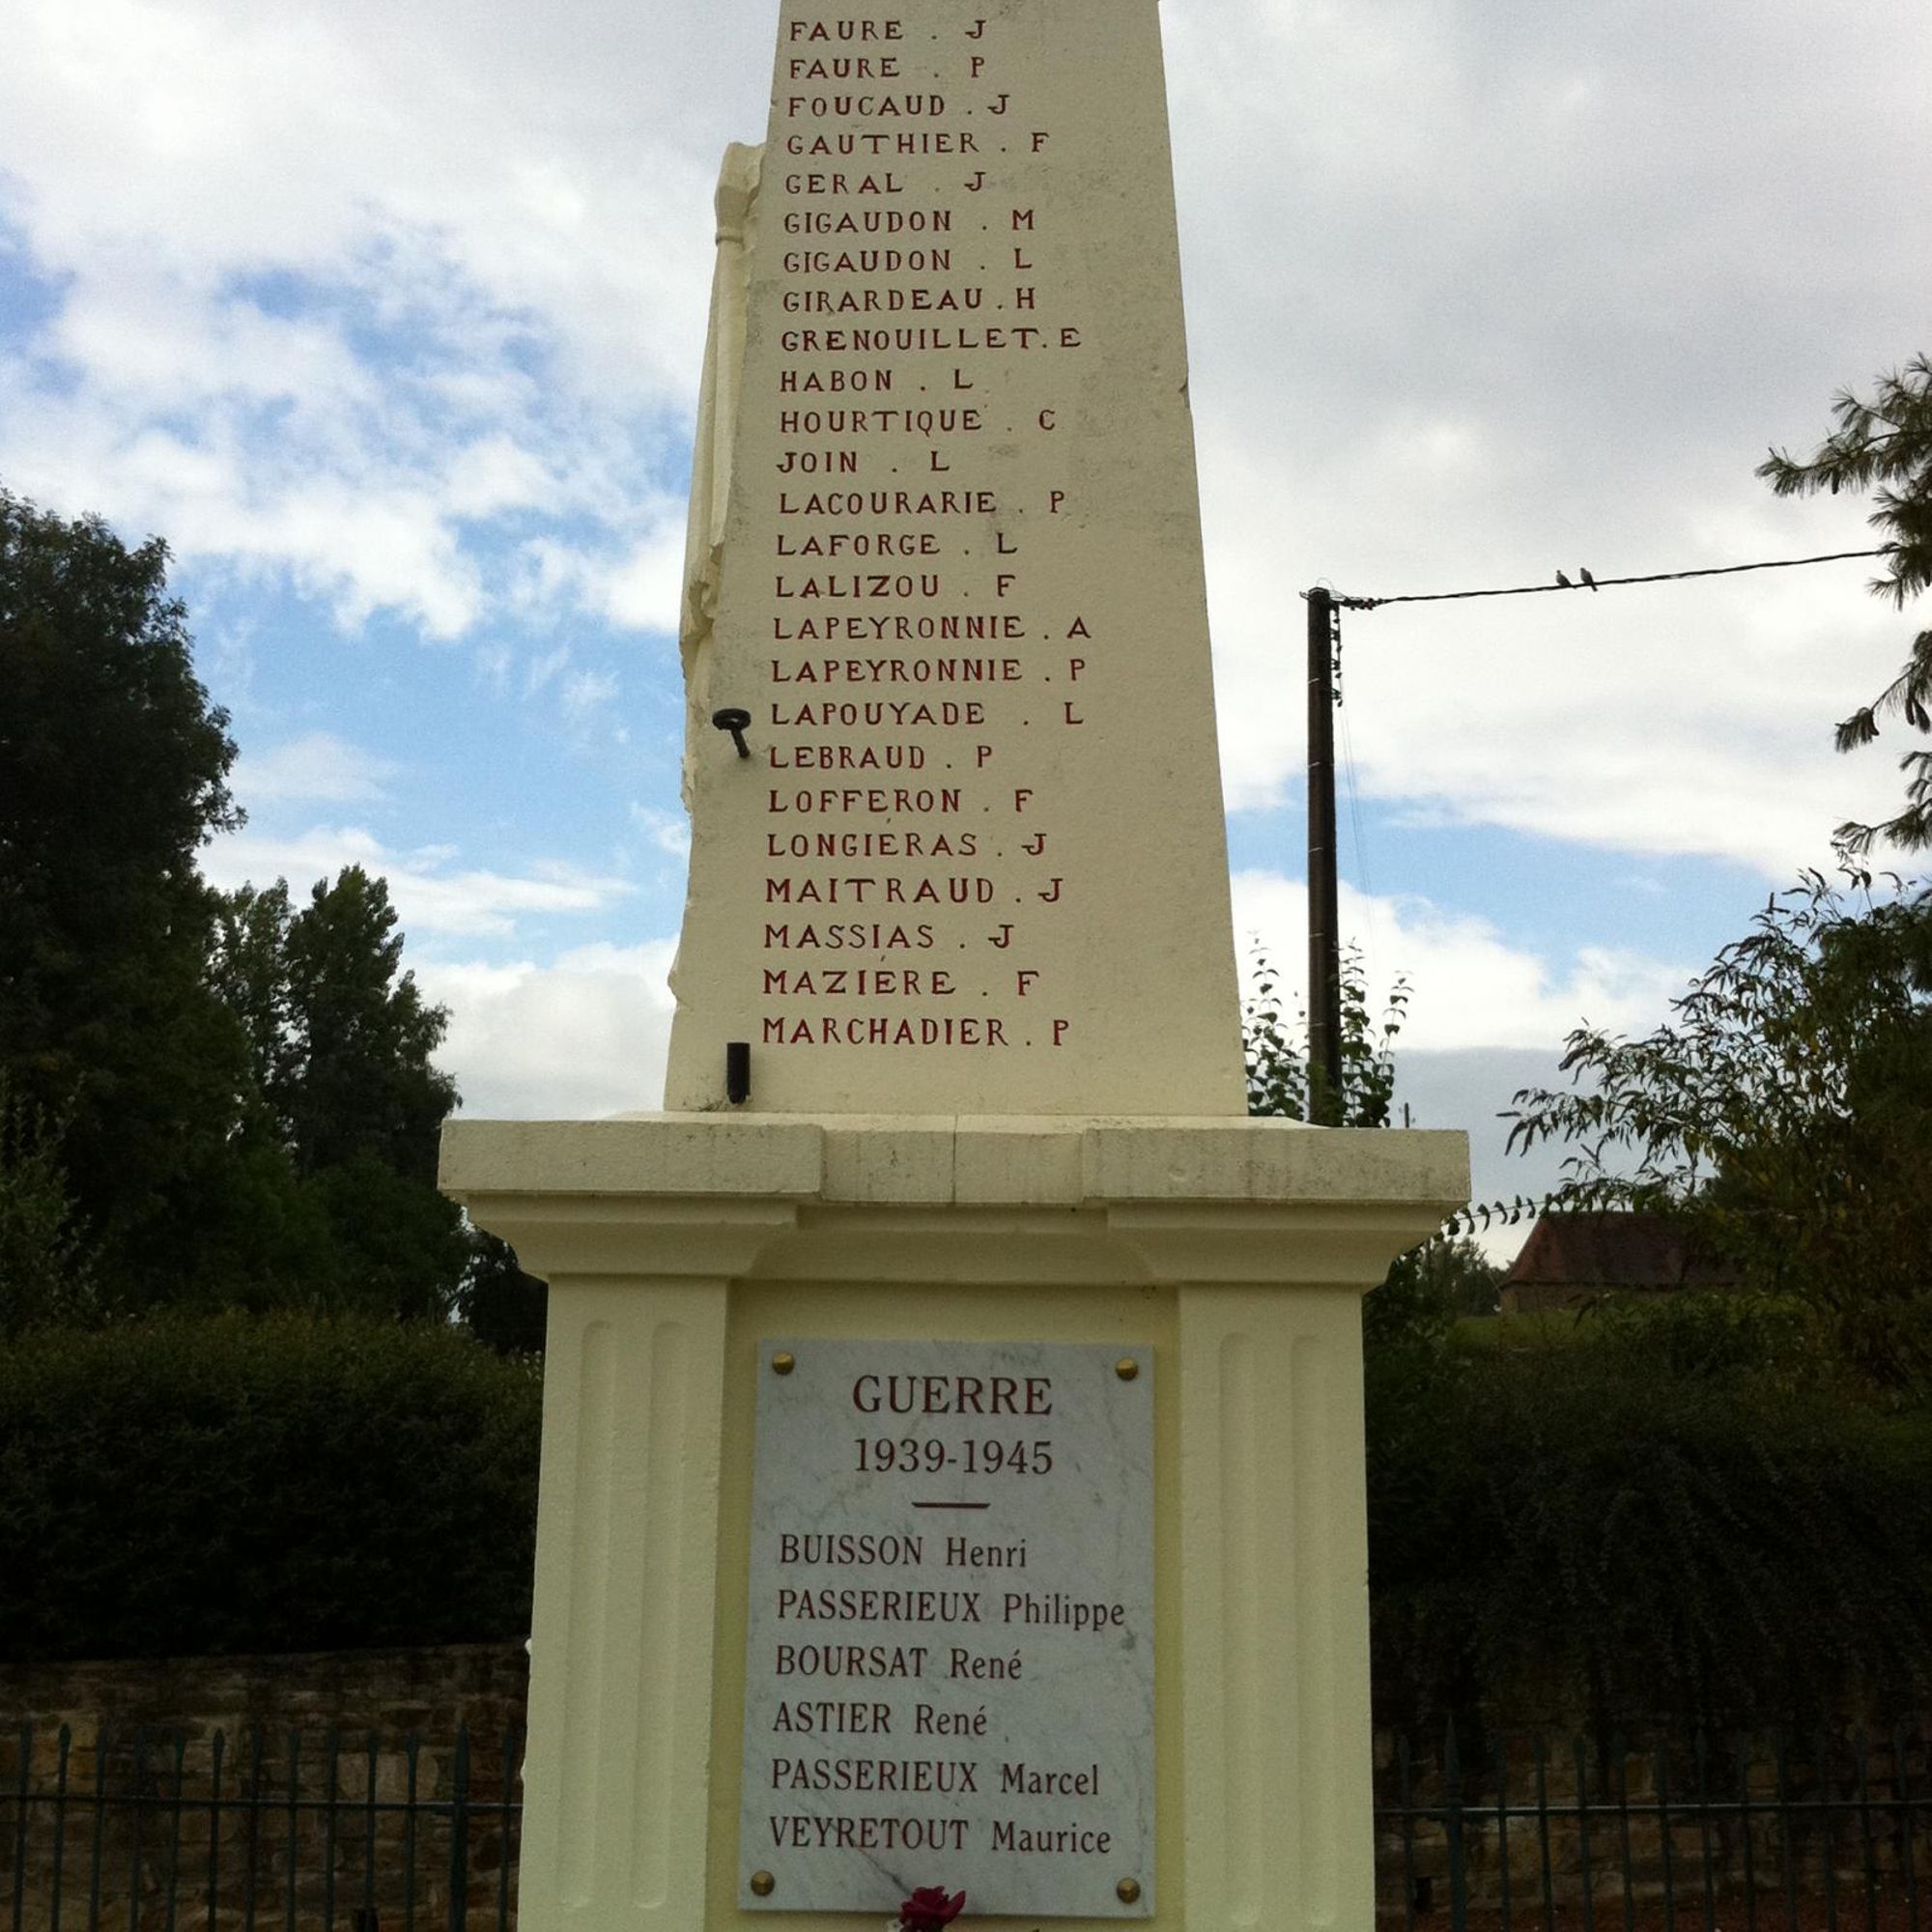 FAURE . J
FAURE . P
FOUCAUD . J
GAUTHIER . F
GERAL . J
GIGAUDON . M
GIGAUDON . L
GIRARDEAU . H
GRENOUILLET . E
HABON . L
HOURTIQUE . C
JOIN . L
LACOURARIE . P
LAFORGE . L
LALIZOU . F
LAPEYRONNIE . A
LAPEYRONNIE . P
LAPOUYADE . L
LEBRAUD . P
LOFFERON . F
LONGIÉRAS . J
MAITRAUD . J
MASSIAS . J
MAZIÉRE . F
MARCHADIER . P
GUERRE
1939-1945
BUISSON Henri
PASSERIEUX Philippe
BOURSAT René
ASTIER René
PASSERIEUX Marcel
VEYRETOUT Maurice